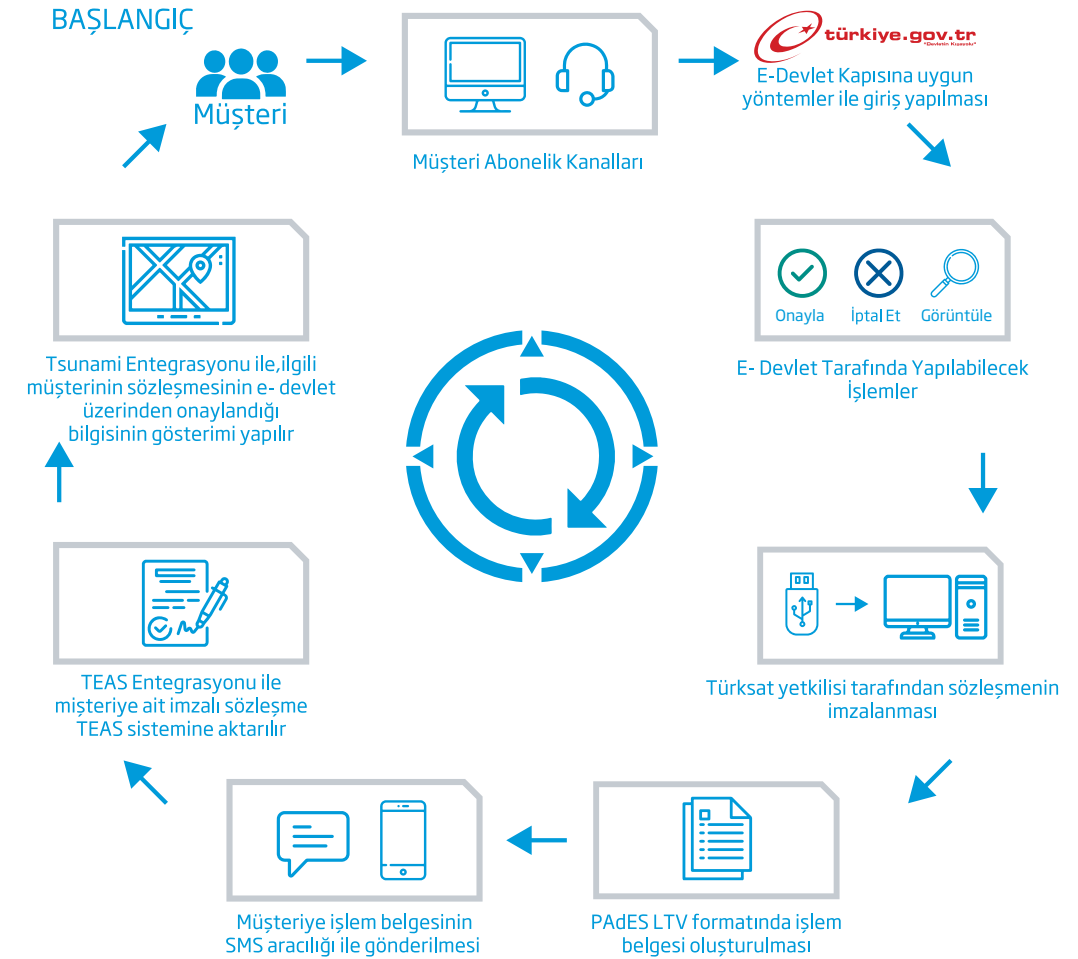 BAŞLANGIÇ
Müşteri
Müşteri Abonelik Kanalları
türkiye.gov.tr
"Devletin Kısayolu"
E-Devlet Kapısına uygun
yöntemler ile giriş yapılması
Onayla
İptal Et
Görüntüle
E- Devlet Tarafında Yapılabilecek
İşlemler
Türksat yetkilisi tarafından sözleşmenin
imzalanması
PAdES LTV formatında işlem
belgesi oluşturulması
Müşteriye işlem belgesinin
SMS aracılığı ile gönderilmesi
TEAS Entegrasyonu ile
mişteriye ait imzalı sözleşme
TEAS sistemine aktarılır
Tsunami Entegrasyonu ile,ilgili
müşterinin sözleşmesinin e- devlet
üzerinden onaylandığı
bilgisinin gösterimi yapılır